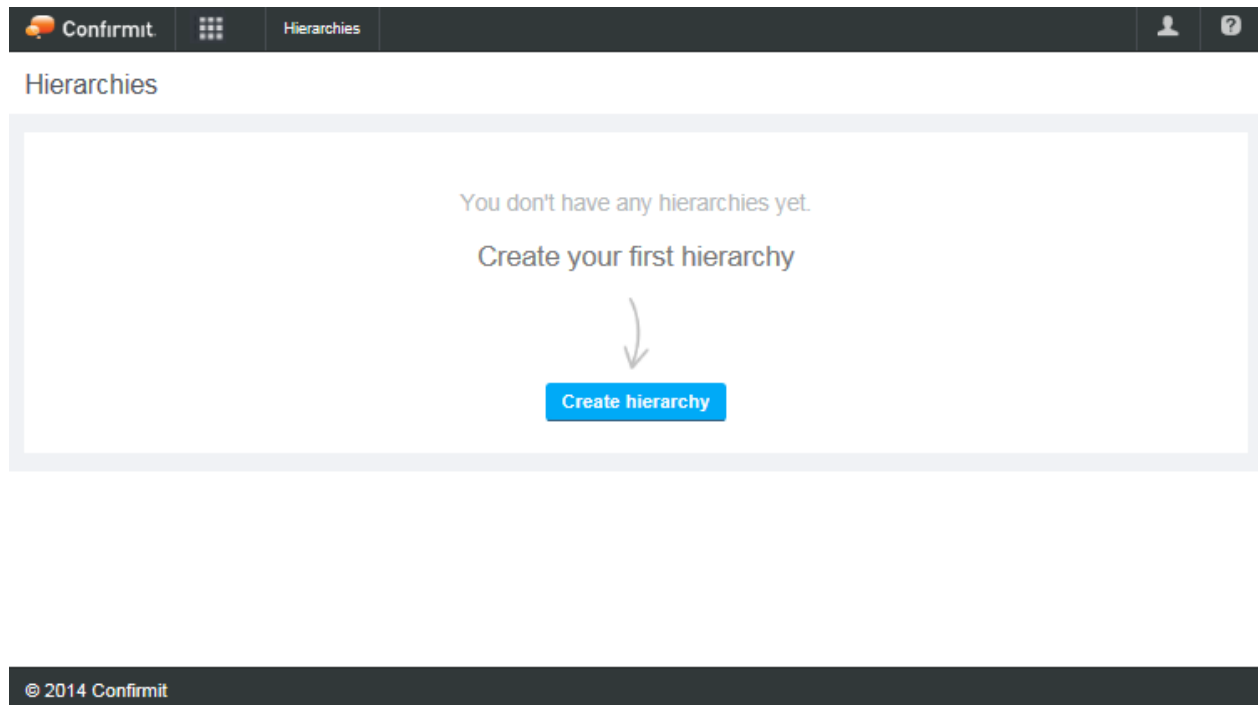 Confirmit. Hierarchies ?
Hierarchies
You don't have any hierarchies yet.
Create your first hierarchy
Create hierarchy
© 2014 Confirmit